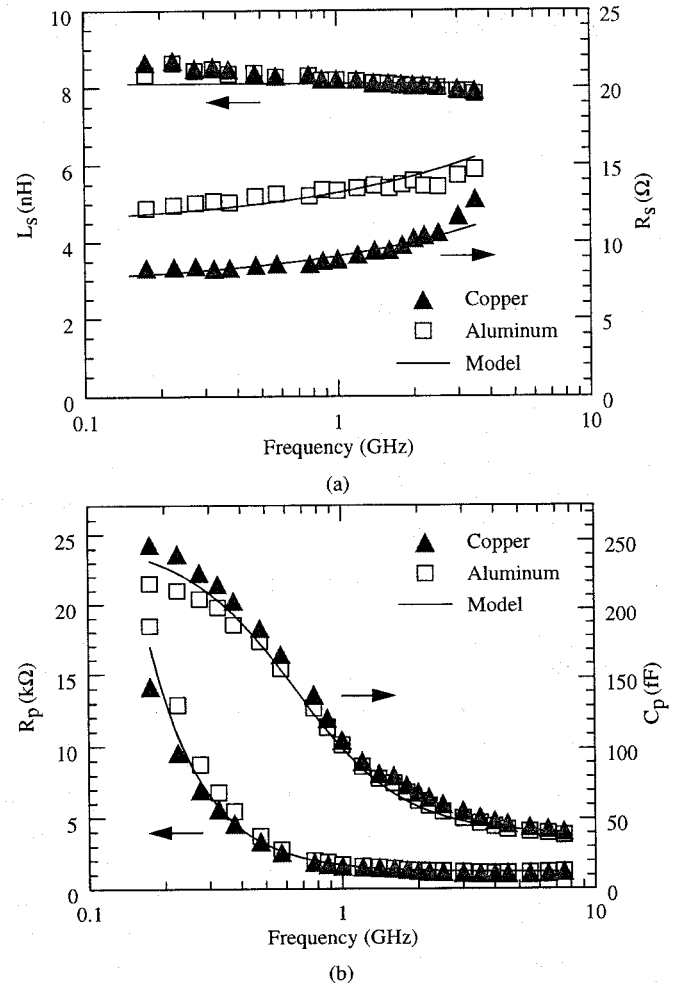 10
8
6
4
2
0
L_s (nH)
25
20
15
10
5
0
R_s (Ω)
Copper
Aluminum
Model
0.1
1
10
Frequency (GHz)
(a)
25
20
15
10
5
0
R_p (kΩ)
250
200
150
100
50
0
C_p (fF)
Copper
Aluminum
Model
0.1
1
10
Frequency (GHz)
(b)